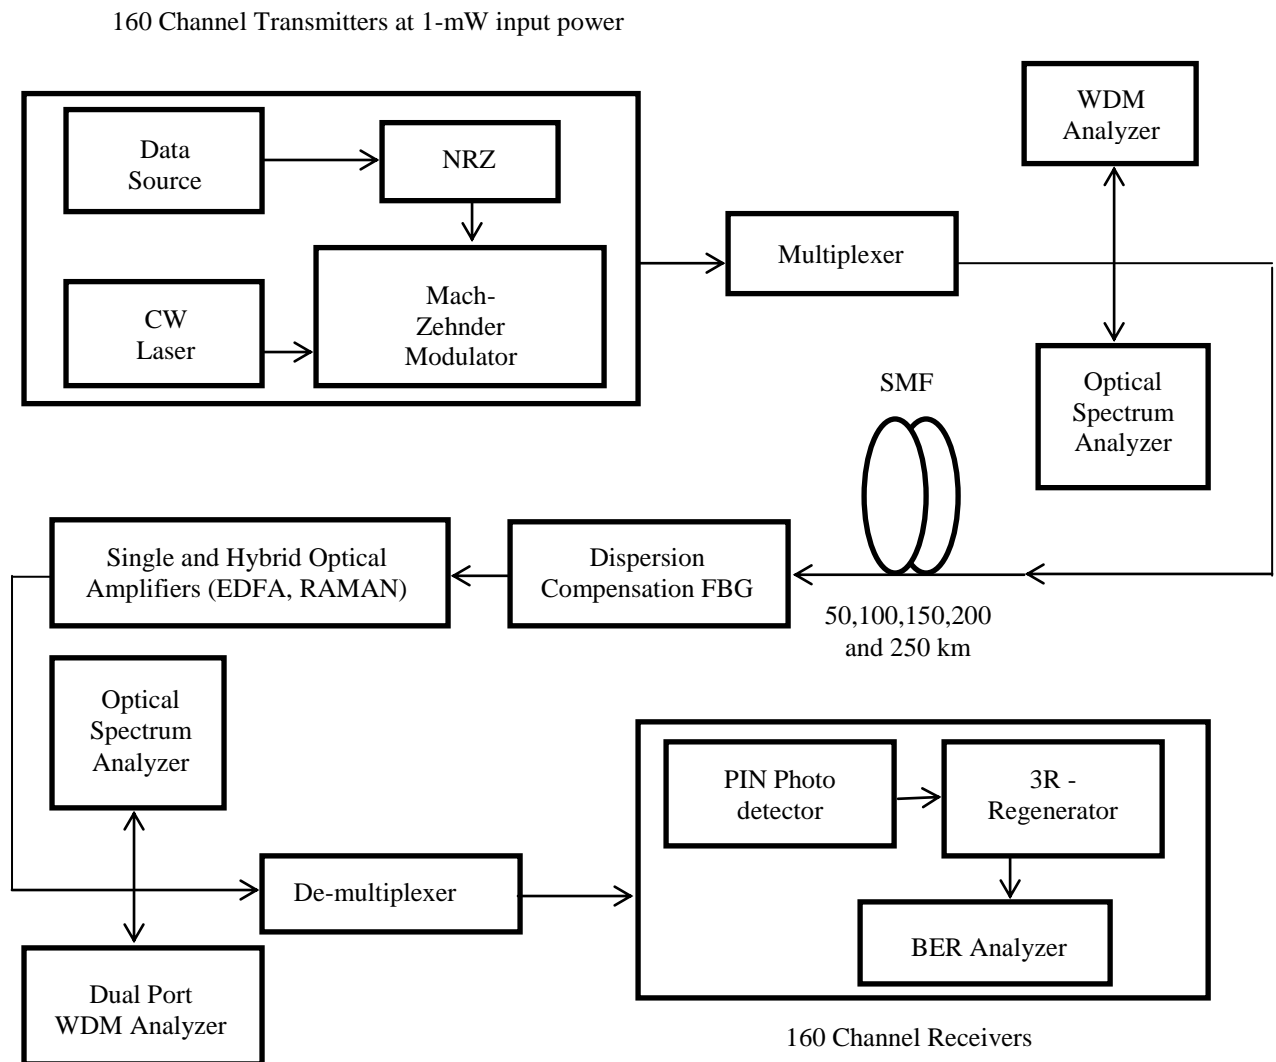 160 Channel Transmitters at 1-mW input power
Data
Source
NRZ
CW
Laser
Mach-
Zehnder
Modulator
Multiplexer
WDM
Analyzer
Optical
Spectrum
Analyzer
SMF
50,100,150,200
and 250 km
Dispersion
Compensation FBG
Single and Hybrid Optical
Amplifiers (EDFA, RAMAN)
Optical
Spectrum
Analyzer
Dual Port
WDM Analyzer
De-multiplexer
PIN Photo
detector
3R -
Regenerator
BER Analyzer
160 Channel Receivers